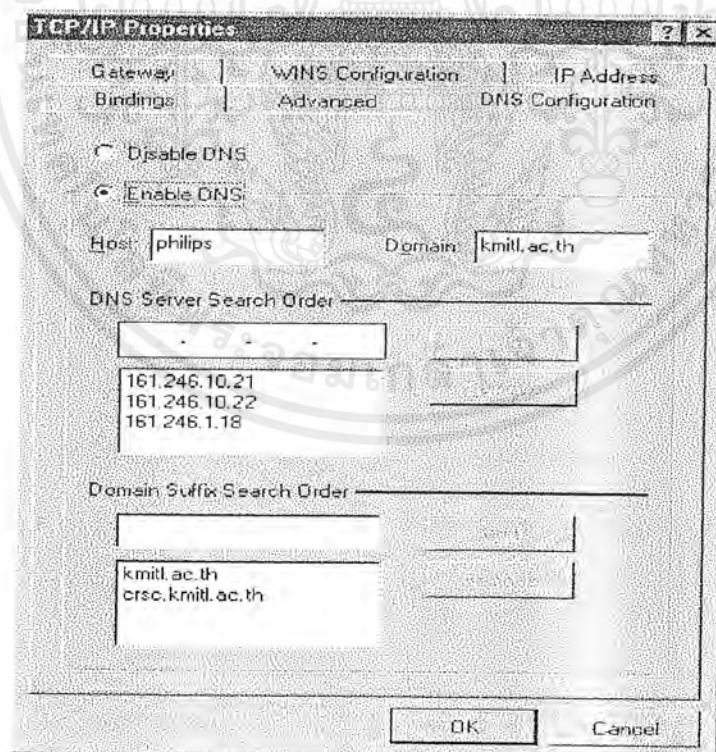 TCP/IP Properties
Gateway WINS Configuration IP Address
Bindings Advanced DNS Configuration
Disable DNS
Enable DNS
Host: philips Domain: kmitl.ac.th
DNS Server Search Order
. . .
161.246.10.21
161.246.10.22
161.246.1.18
Domain Suffix Search Order
kmitl.ac.th
crsc.kmitl.ac.th
OK Cancel